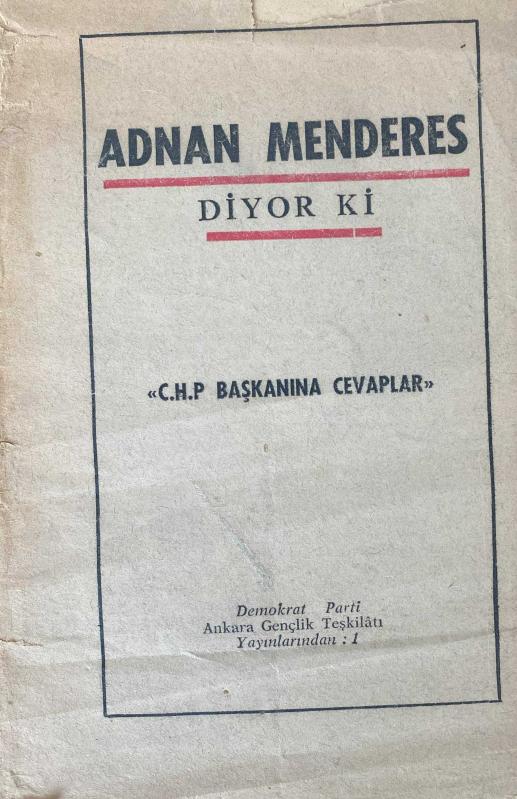 ADNAN MENDERES
DİYOR Kİ
«C.H.P BAŞKANINA CEVAPLAR»
Demokrat Parti
Ankara Gençlik Teşkilâtı
Yayınlarından : 1